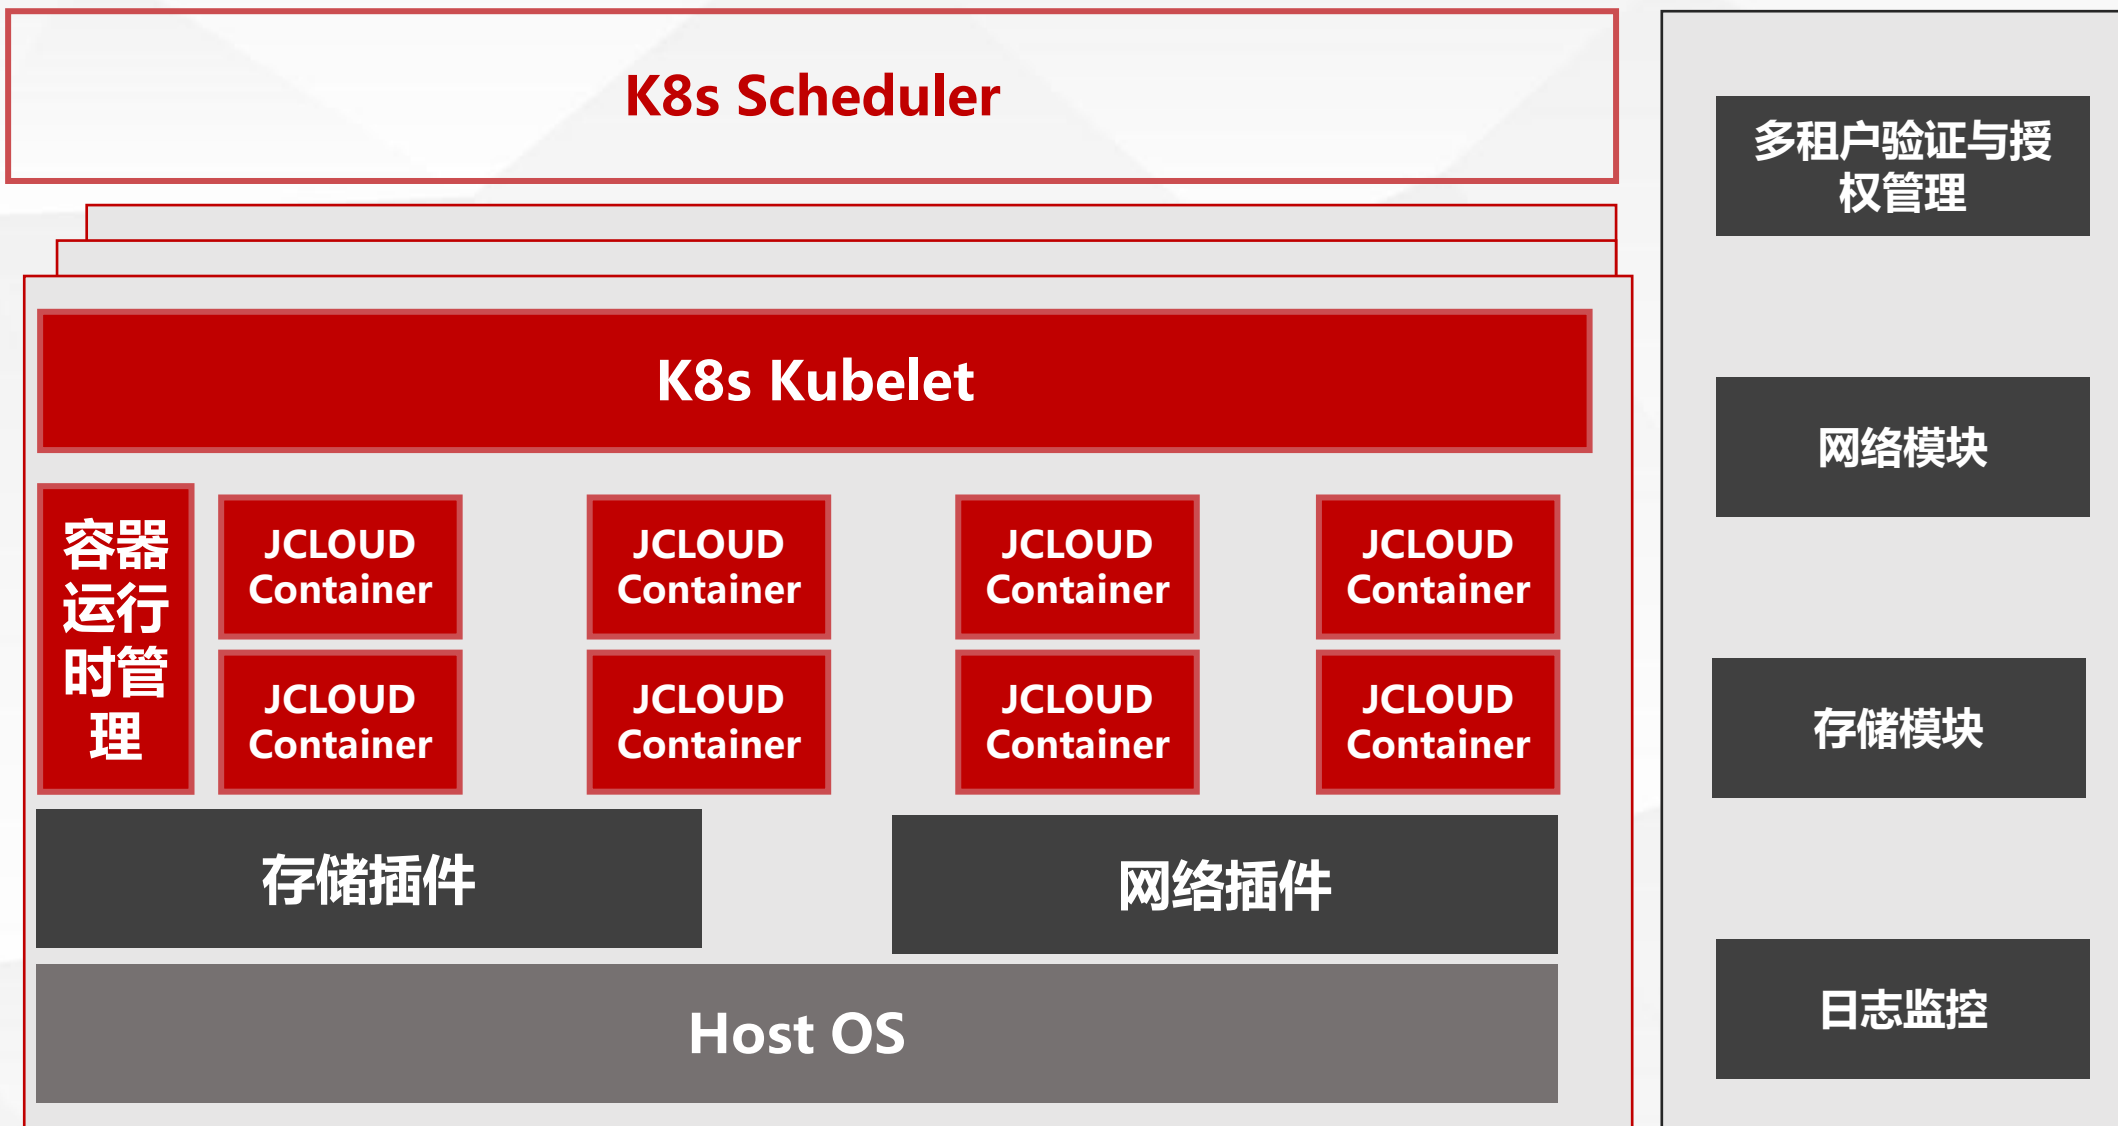 K8s Scheduler
K8s Kubelet
容器
运行
时管
理
JCLOUD
Container
JCLOUD
Container
JCLOUD
Container
JCLOUD
Container
JCLOUD
Container
JCLOUD
Container
JCLOUD
Container
JCLOUD
Container
存储插件
网络插件
Host OS
多租户验证与授
权管理
网络模块
存储模块
日志监控